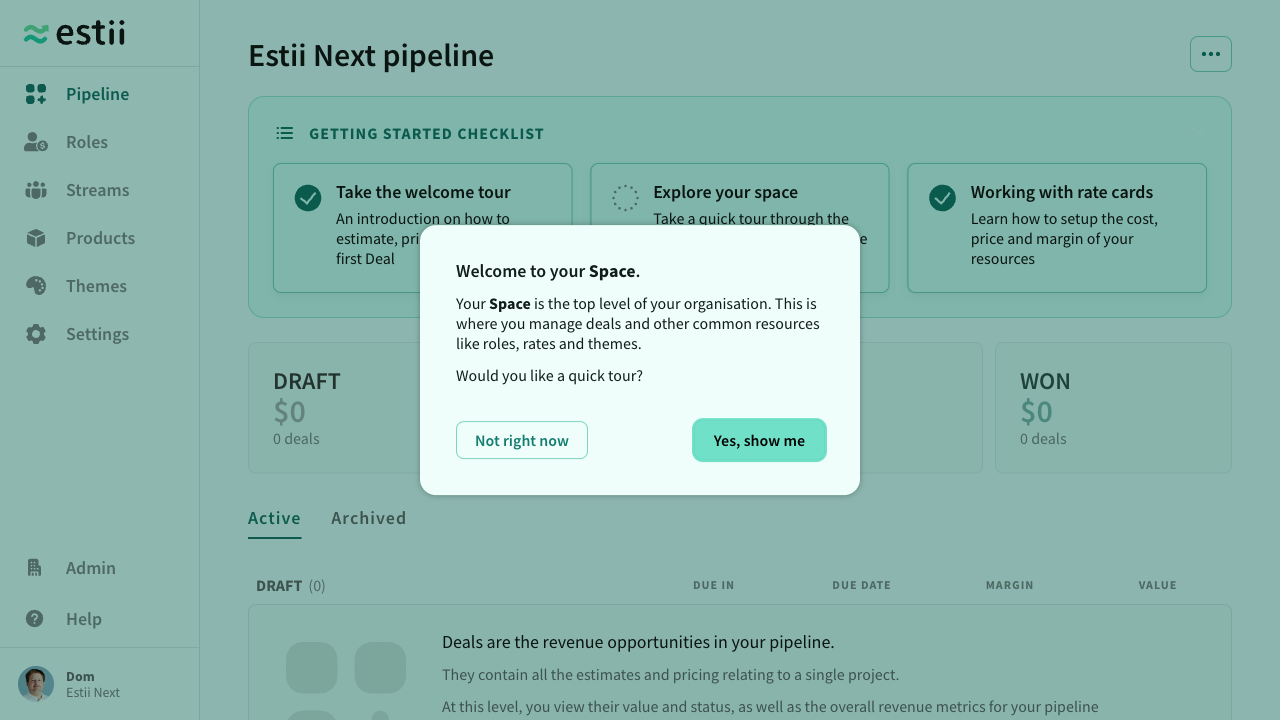 estii
Pipeline
Roles
Streams
Products
Themes
Settings
Admin
Help
Dom
Estii Next
Estii Next pipeline
GETTING STARTED CHECKLIST
Take the welcome tour
An introduction on how to
estimate, pri
first Deal
Explore your space
Take a quick tour through the
e
Working with rate cards
Learn how to setup the cost,
price and margin of your
resources
Welcome to your Space.
Your Space is the top level of your organisation. This is
where you manage deals and other common resources
like roles, rates and themes.
Would you like a quick tour?
Not right now
Yes, show me
DRAFT
$0
0 deals
WON
$0
0 deals
Active
Archived
DRAFT (0)
DUE IN
DUE DATE
MARGIN
VALUE
Deals are the revenue opportunities in your pipeline.
They contain all the estimates and pricing relating to a single project.
At this level, you view their value and status, as well as the overall revenue metrics for your pipeline